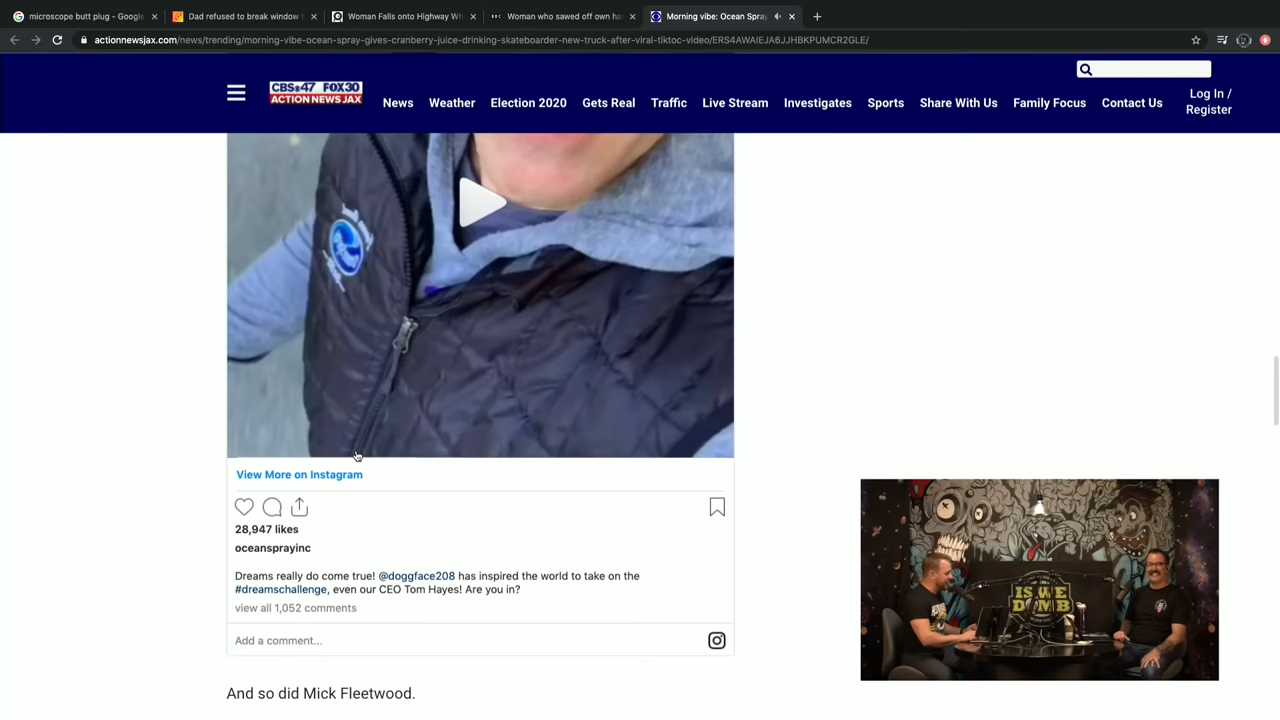 microscope butt plug - Google
Dad refused to break window t
Woman Falls onto Highway Wh
Woman who sawed off own ha
Morning vibe: Ocean Spray
actionnewsjax.com/news/trending/morning-vibe-ocean-spray-gives-cranberry-juice-drinking-skateboarder-new-truck-after-viral-tiktoc-video/ERS4AWAIEJA6JJHBKPUMCR2GLE/
CBS 47 FOX30
ACTION NEWS JAX
News Weather Election 2020 Gets Real Traffic Live Stream Investigates Sports Share With Us Family Focus Contact Us
Log In /
Register
View More on Instagram
28,947 likes
oceansprayinc
Dreams really do come true! @doggface208 has inspired the world to take on the
#dreamschallenge, even our CEO Tom Hayes! Are you in?
view all 1,052 comments
Add a comment...
And so did Mick Fleetwood.
DOMB